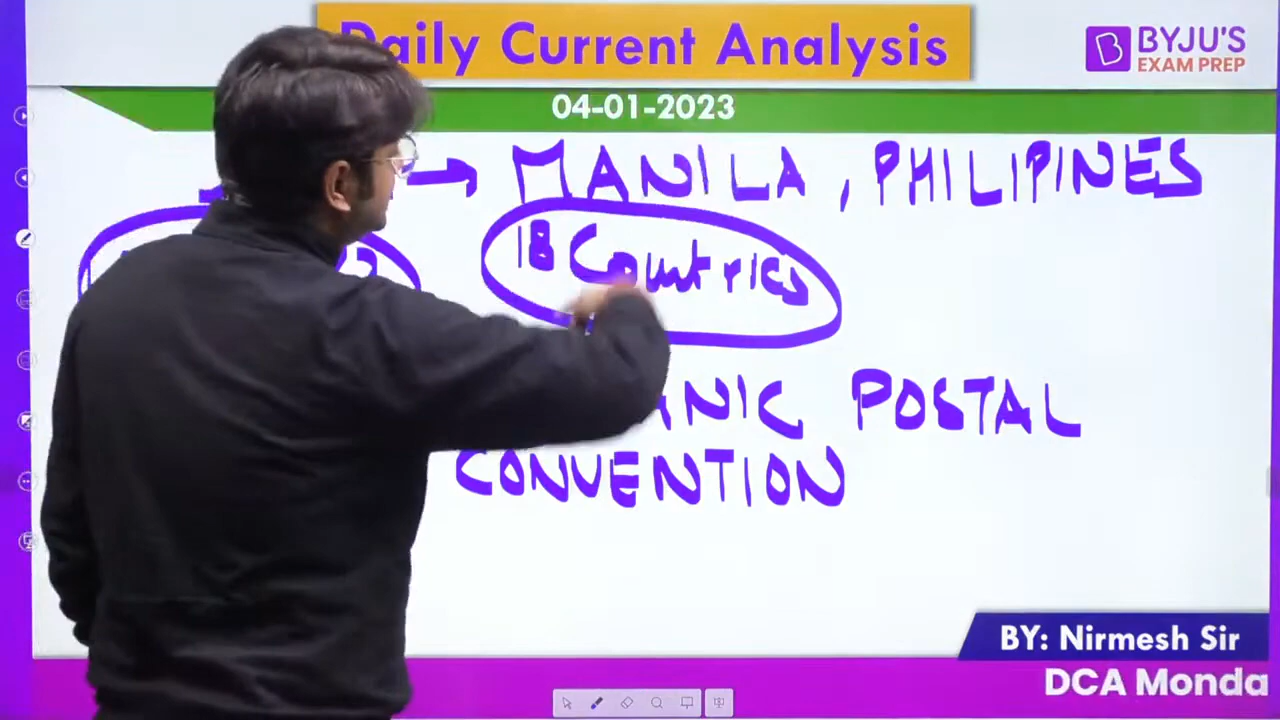 Daily Current Analysis
BYJU'S
EXAM PREP
04-01-2023
→ MANILA, PHILIPINES
18 Countries
POSTAL
CONVENTION
BY: Nirmesh Sir
DCA Monda